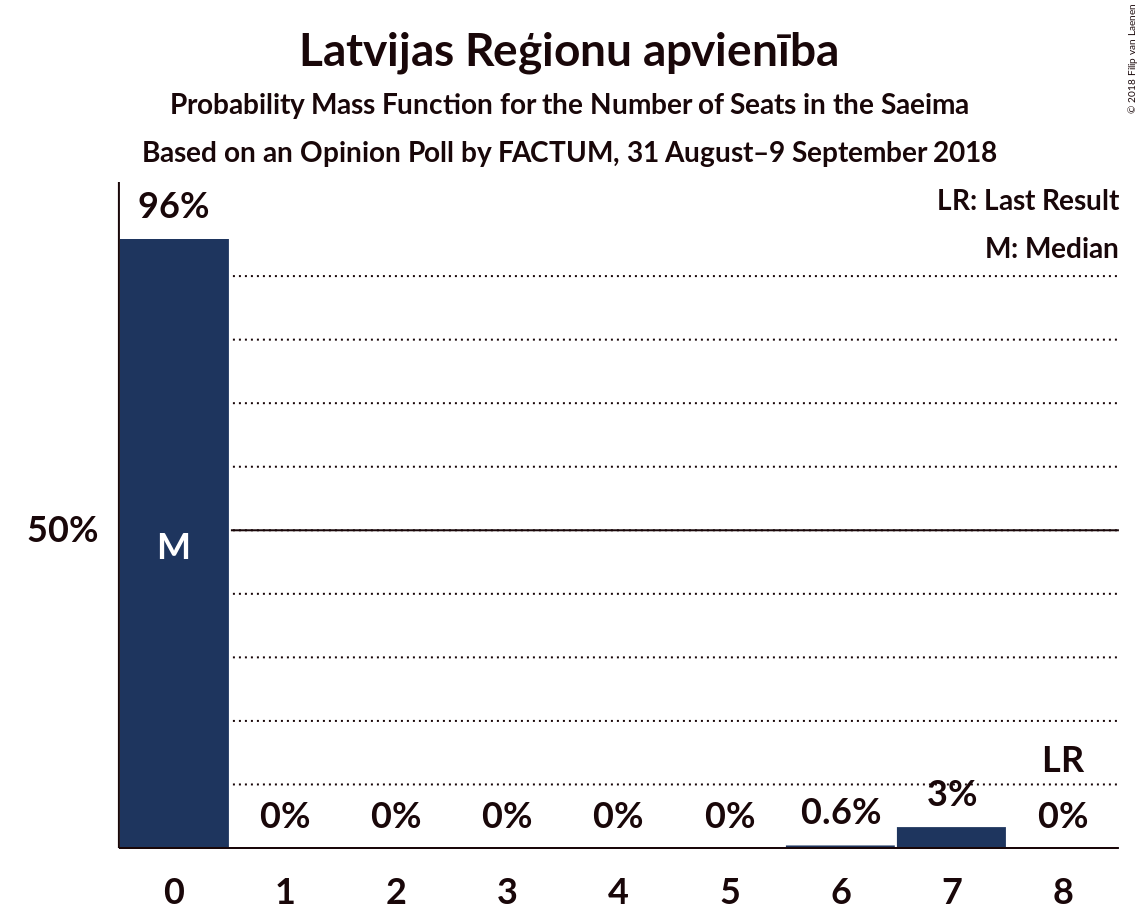 Latvijas Reģionu apvienība
Probability Mass Function for the Number of Seats in the Saeima
Based on an Opinion Poll by FACTUM, 31 August–9 September 2018
© 2018 Filip van Laenen
LR: Last Result
M: Median
96%
50%
M
LR
0% 0% 0% 0% 0% 0.6% 3% 0%
0 1 2 3 4 5 6 7 8